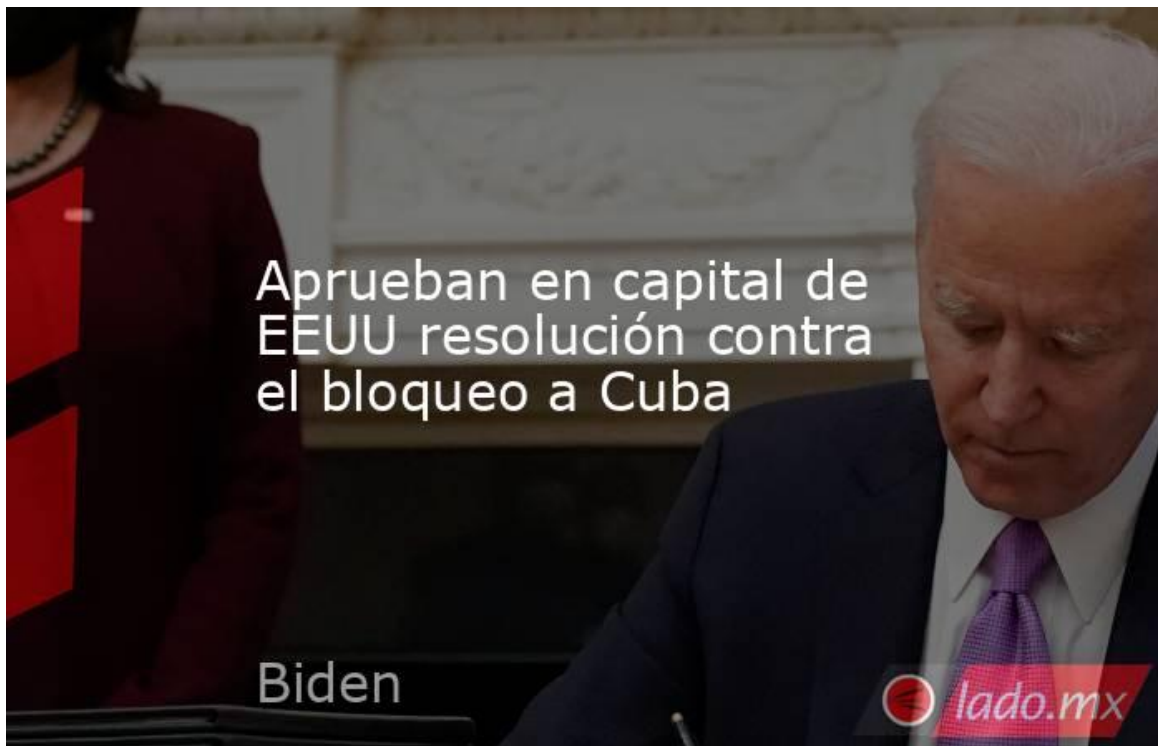 Aprueban en capital de
EEUU resolución contra
el bloqueo a Cuba
Biden
lado.mx